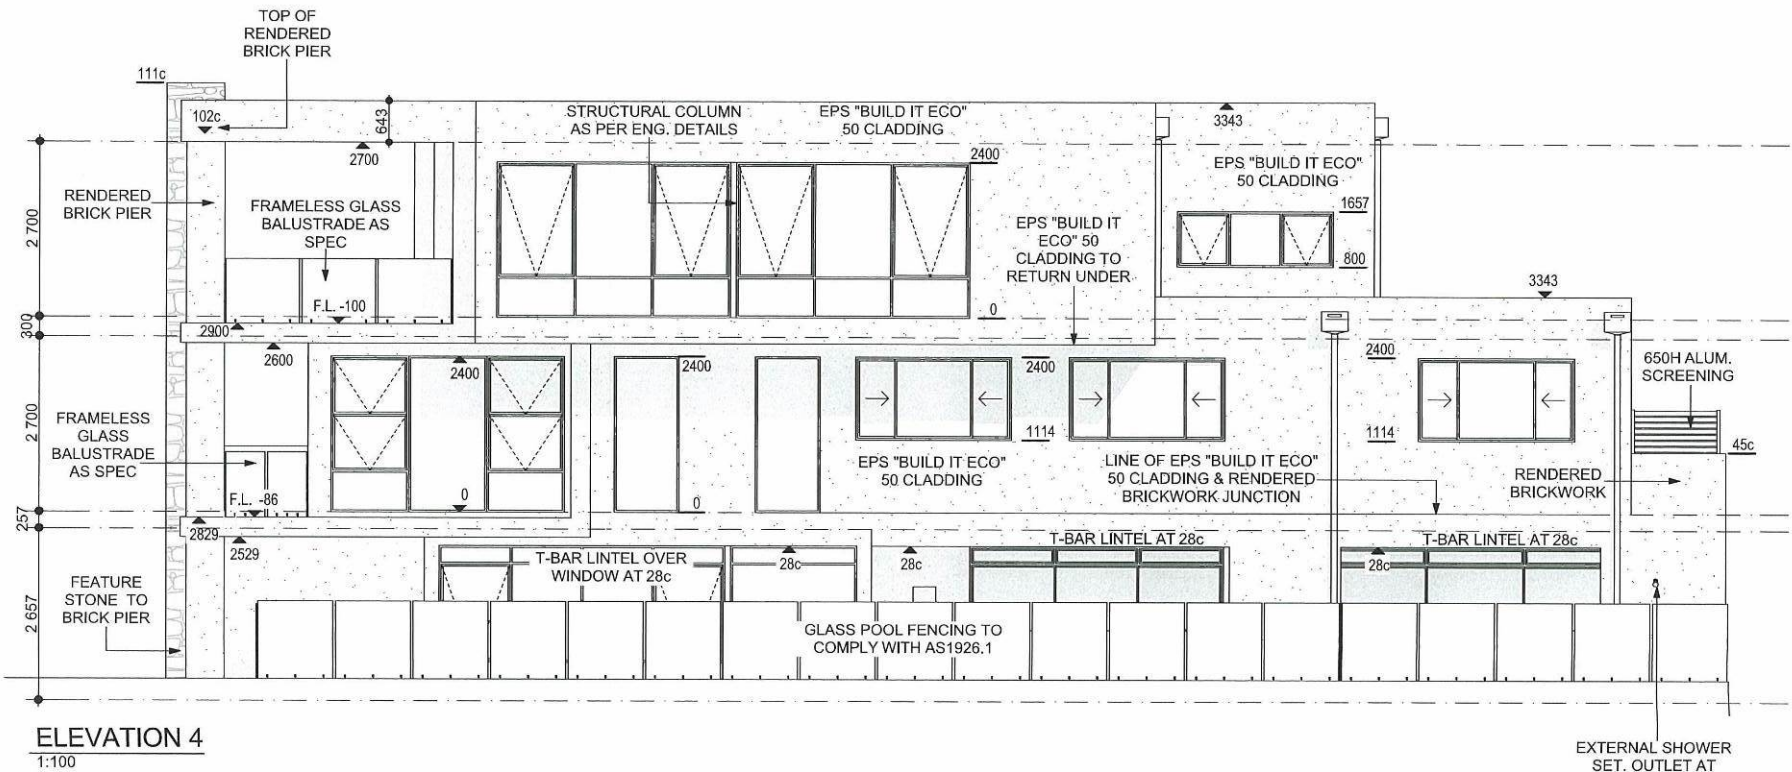 TOP OF
RENDERED
BRICK PIER
111c
102c
643
STRUCTURAL COLUMN
AS PER ENG. DETAILS
EPS "BUILD IT ECO"
50 CLADDING
3343
2700
2400
EPS "BUILD IT ECO"
50 CLADDING
RENDERED
BRICK PIER
FRAMELESS GLASS
BALUSTRADE AS
SPEC
1657
EPS "BUILD IT
ECO" 50
CLADDING TO
RETURN UNDER
2 700
800
F.L. -100
0
3343
300
2900
2600
2400
2400
2400
2400
650H ALUM.
SCREENING
FRAMELESS
GLASS
BALUSTRADE
AS SPEC
2 700
1114
1114
45c
EPS "BUILD IT ECO"
50 CLADDING
LINE OF EPS "BUILD IT ECO"
50 CLADDING & RENDERED
BRICKWORK JUNCTION
RENDERED
BRICKWORK
F.L. -86
0
0
257
2829
2529
T-BAR LINTEL OVER
WINDOW AT 28c
28c
28c
T-BAR LINTEL AT 28c
T-BAR LINTEL AT 28c
28c
FEATURE
STONE TO
BRICK PIER
2 657
GLASS POOL FENCING TO
COMPLY WITH AS1926.1
ELEVATION 4
1:100
EXTERNAL SHOWER
SET. OUTLET AT